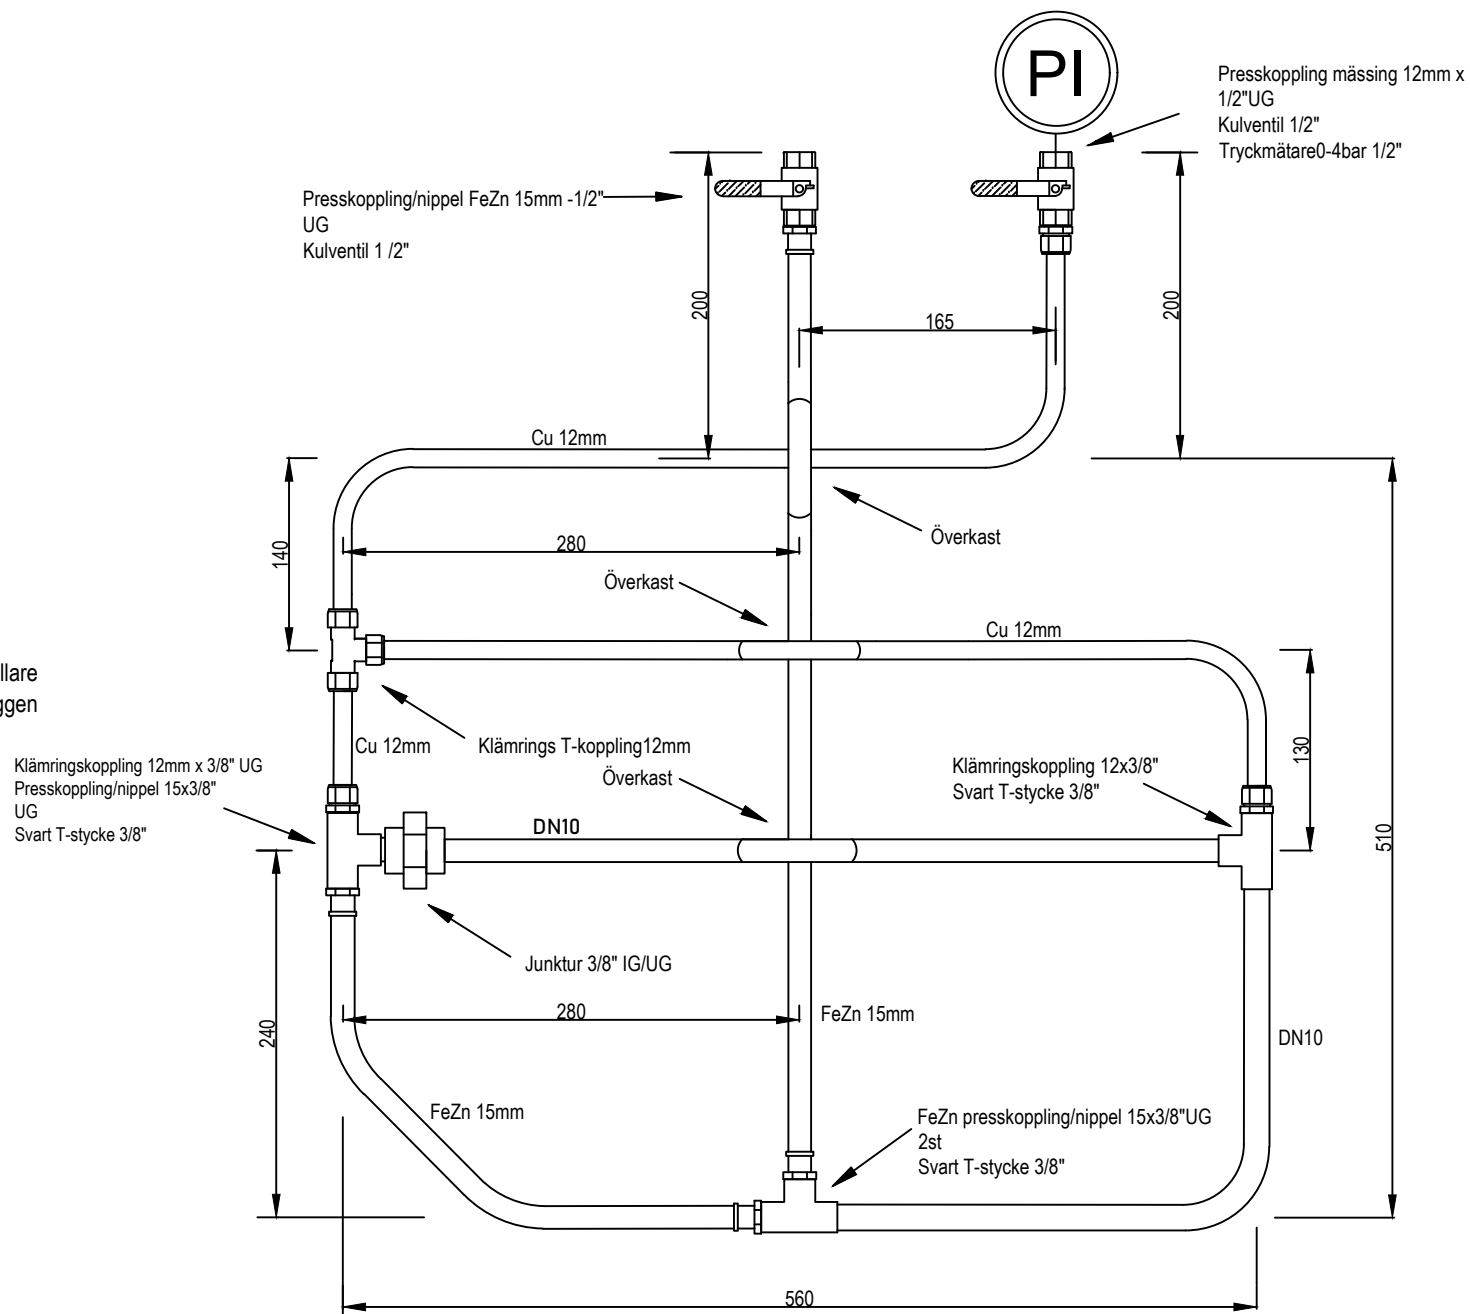 PI
Presskoppling mässing 12mm x
1/2"UG
Kulventil 1/2"
Tryckmätare0-4bar 1/2"
Presskoppling/nippel FeZn 15mm -1/2"
UG
Kulventil 1 /2"
200
165
200
Cu 12mm
Överkast
280
140
Överkast
Cu 12mm
llare
ggen
Cu 12mm
Klämrings T-koppling12mm
130
Klämringskoppling 12mm x 3/8" UG
Presskoppling/nippel 15x3/8"
UG
Svart T-stycke 3/8"
Överkast
Klämringskoppling 12x3/8"
Svart T-stycke 3/8"
DN10
510
Junktur 3/8" IG/UG
280
FeZn 15mm
240
DN10
FeZn 15mm
FeZn presskoppling/nippel 15x3/8"UG
2st
Svart T-stycke 3/8"
560